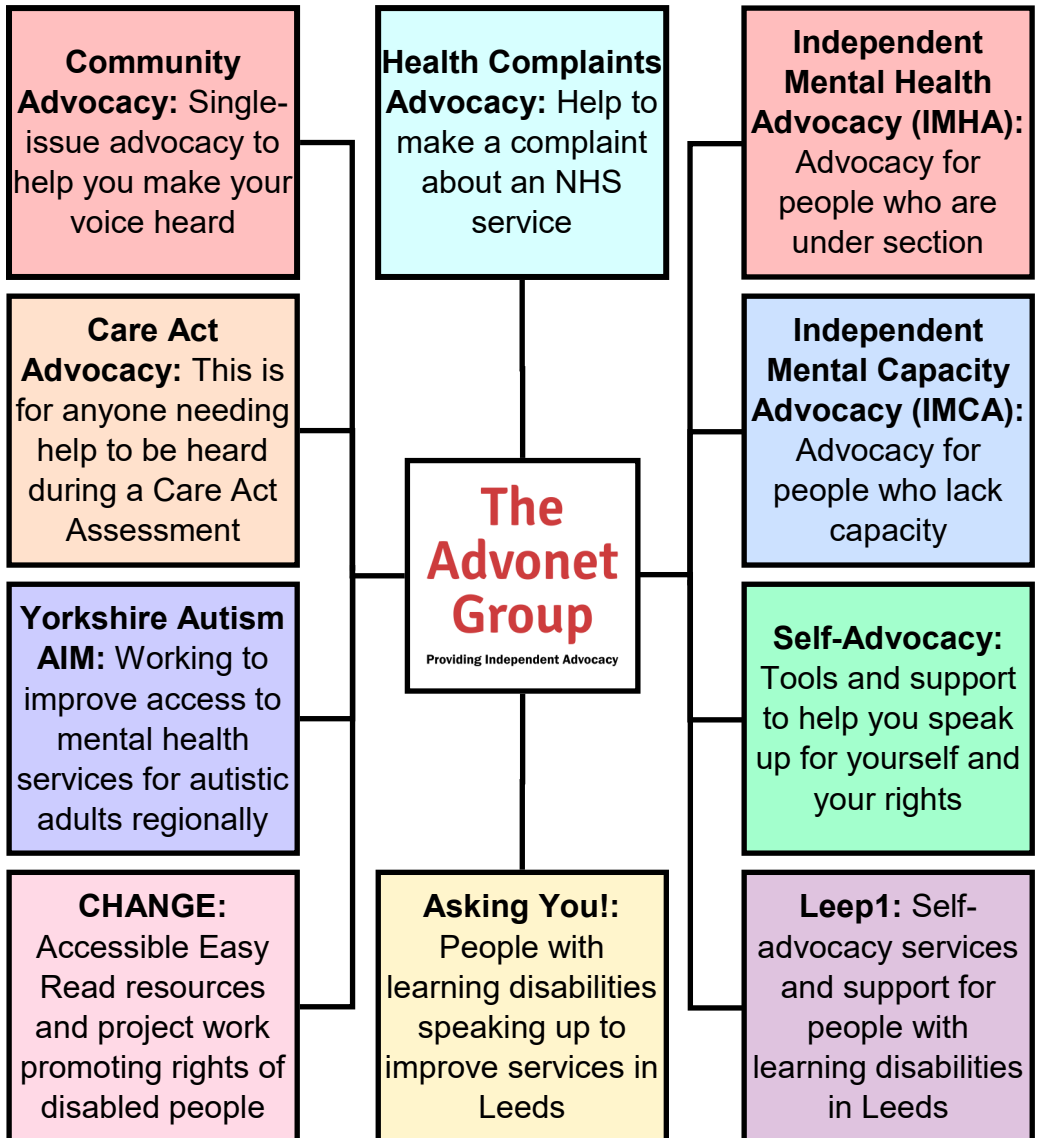 Community
Advocacy: Single-
issue advocacy to
help you make your
voice heard
Health Complaints
Advocacy: Help to
make a complaint
about an NHS
service
Independent
Mental Health
Advocacy (IMHA):
Advocacy for
people who are
under section
Care Act
Advocacy: This is
for anyone needing
help to be heard
during a Care Act
Assessment
Independent
Mental Capacity
Advocacy (IMCA):
Advocacy for
people who lack
capacity
The
Advonet
Group
Providing Independent Advocacy
Yorkshire Autism
AIM: Working to
improve access to
mental health
services for autistic
adults regionally
Self-Advocacy:
Tools and support
to help you speak
up for yourself and
your rights
CHANGE:
Accessible Easy
Read resources
and project work
promoting rights of
disabled people
Asking You!:
People with
learning disabilities
speaking up to
improve services in
Leeds
Leep1: Self-
advocacy services
and support for
people with
learning disabilities
in Leeds